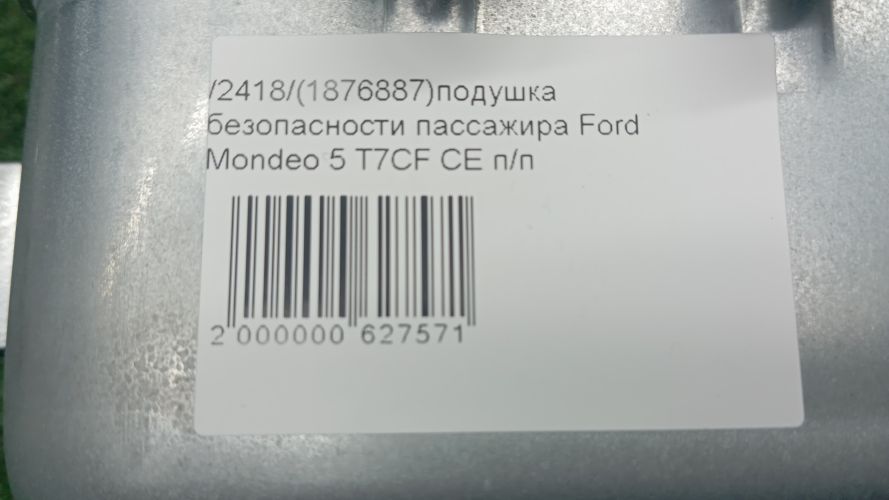 /2418/(1876887)подушка
безопасности пассажира Ford
Mondeo 5 T7CF CE п/п
2 000000 627571